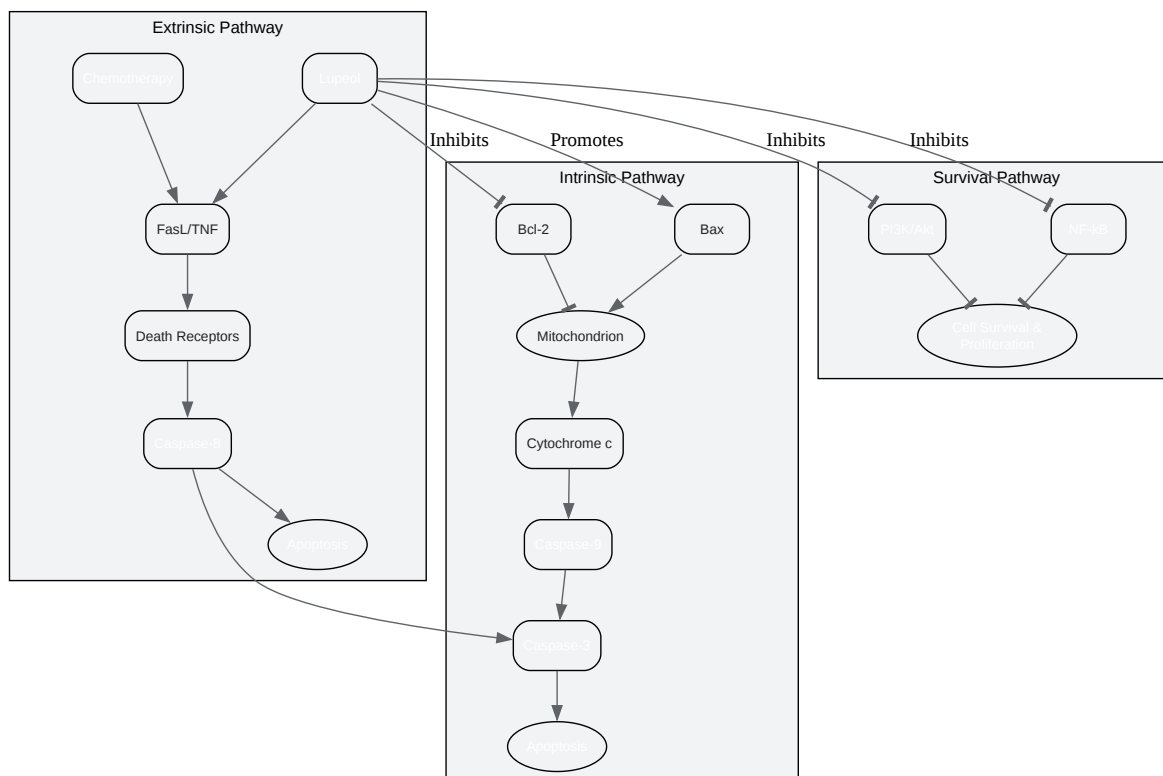 Extrinsic Pathway
Chemotherapy
Lupeol
Inhibits
Promotes
Inhibits
Inhibits
Intrinsic Pathway
Survival Pathway
FasL/TNF
Bcl-2
Bax
PI3K/Akt
NF-kB
Death Receptors
Mitochondrion
Cell Survival &
Proliferation
Caspase-8
Cytochrome c
Apoptosis
Caspase-9
Caspase-3
Apoptosis